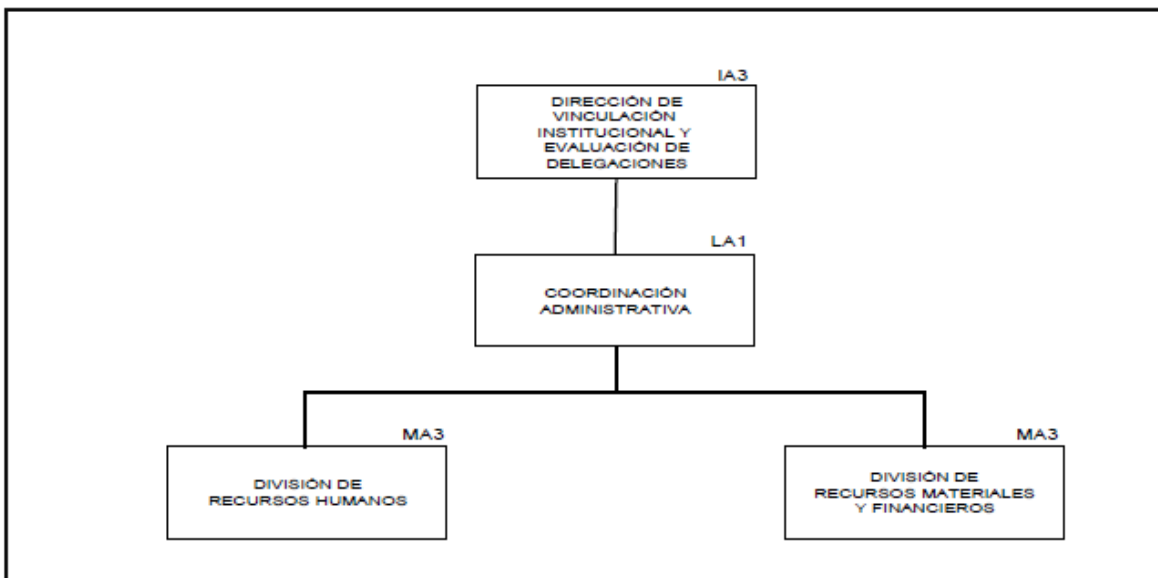 IA3
DIRECCIÓN DE
VINCULACIÓN
INSTITUCIONAL Y
EVALUACIÓN DE
DELEGACIONES
LA1
COORDINACIÓN
ADMINISTRATIVA
MA3
DIVISIÓN DE
RECURSOS HUMANOS
MA3
DIVISIÓN DE
RECURSOS MATERIALES
Y FINANCIEROS